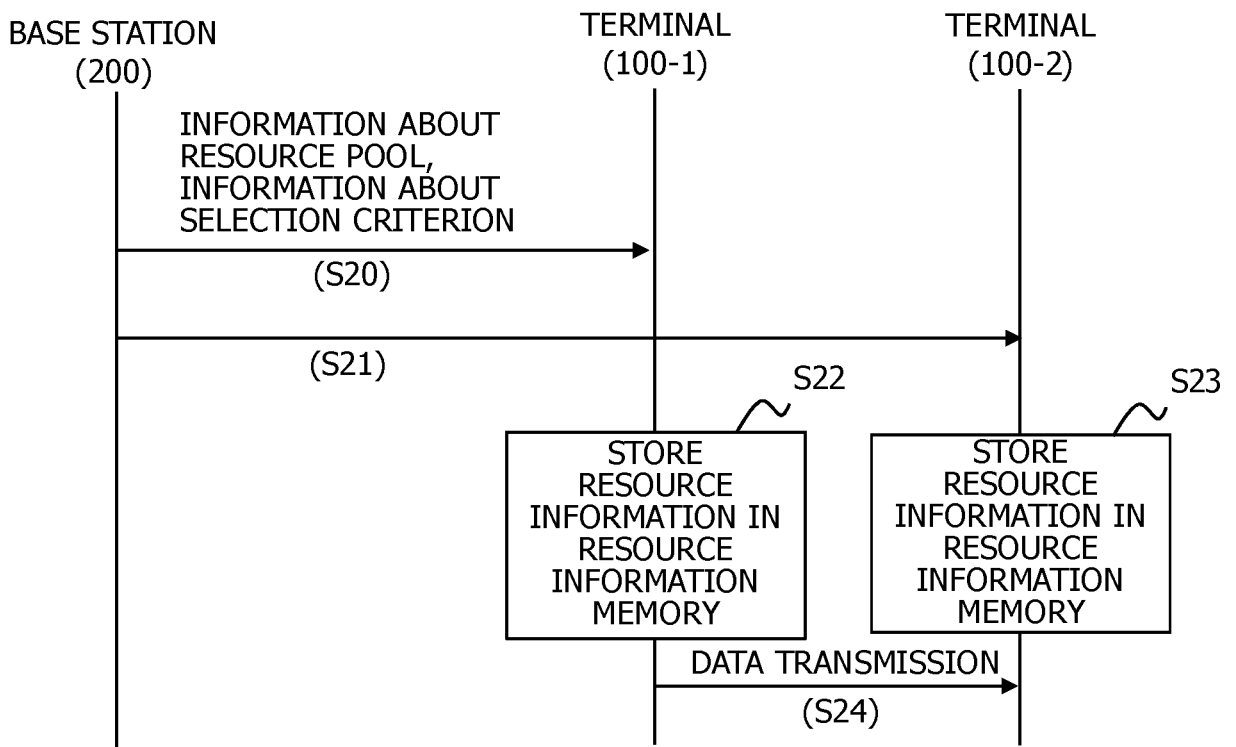 BASE STATION
(200)
TERMINAL
(100-1)
TERMINAL
(100-2)
INFORMATION ABOUT
RESOURCE POOL,
INFORMATION ABOUT
SELECTION CRITERION
(S20)
(S21)
S22
S23
STORE
RESOURCE
INFORMATION IN
RESOURCE
INFORMATION
MEMORY
STORE
RESOURCE
INFORMATION IN
RESOURCE
INFORMATION
MEMORY
DATA TRANSMISSION
(S24)